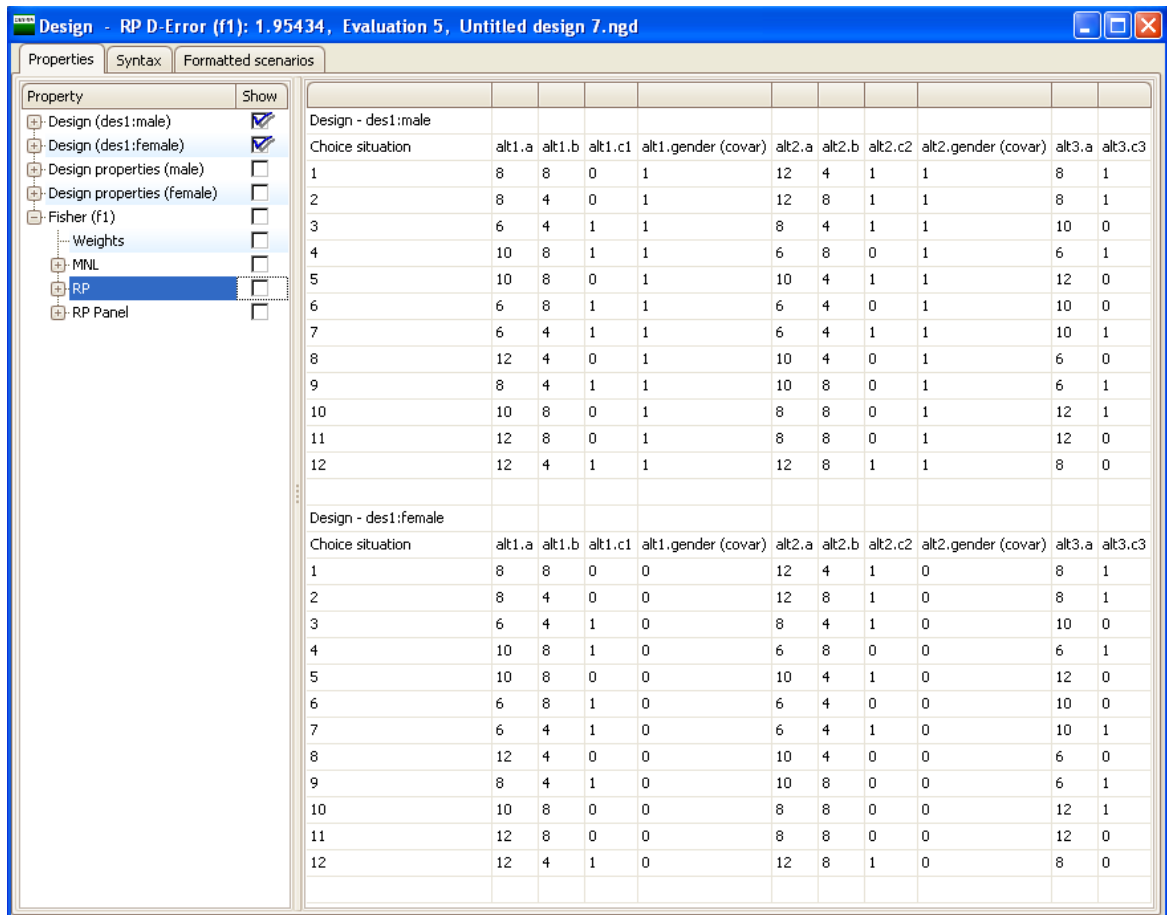 Design - RP D-Error (f1): 1.95434, Evaluation 5, Untitled design 7.ngd
Properties Syntax Formatted scenarios
Property Show
Design (des1:male)
Design (des1:female)
Design properties (male)
Design properties (female)
Fisher (f1)
Weights
MNL
RP
RP Panel
Design - des1:male
Choice situation alt1.a alt1.b alt1.c1 alt1.gender (covar) alt2.a alt2.b alt2.c2 alt2.gender (covar) alt3.a alt3.c3
1 8 8 0 1 12 4 1 1 8 1
2 8 4 0 1 12 8 1 1 8 1
3 6 4 1 1 8 4 1 1 10 0
4 10 8 1 1 6 8 0 1 6 1
5 10 8 0 1 10 4 1 1 12 0
6 6 8 1 1 6 4 0 1 10 0
7 6 4 1 1 6 4 1 1 10 1
8 12 4 0 1 10 4 0 1 6 0
9 8 4 1 1 10 8 0 1 6 1
10 10 8 0 1 8 8 0 1 12 1
11 12 8 0 1 8 8 0 1 12 0
12 12 4 1 1 12 8 1 1 8 0
Design - des1:female
Choice situation alt1.a alt1.b alt1.c1 alt1.gender (covar) alt2.a alt2.b alt2.c2 alt2.gender (covar) alt3.a alt3.c3
1 8 8 0 0 12 4 1 0 8 1
2 8 4 0 0 12 8 1 0 8 1
3 6 4 1 0 8 4 1 0 10 0
4 10 8 1 0 6 8 0 0 6 1
5 10 8 0 0 10 4 1 0 12 0
6 6 8 1 0 6 4 0 0 10 0
7 6 4 1 0 6 4 1 0 10 1
8 12 4 0 0 10 4 0 0 6 0
9 8 4 1 0 10 8 0 0 6 1
10 10 8 0 0 8 8 0 0 12 1
11 12 8 0 0 8 8 0 0 12 0
12 12 4 1 0 12 8 1 0 8 0